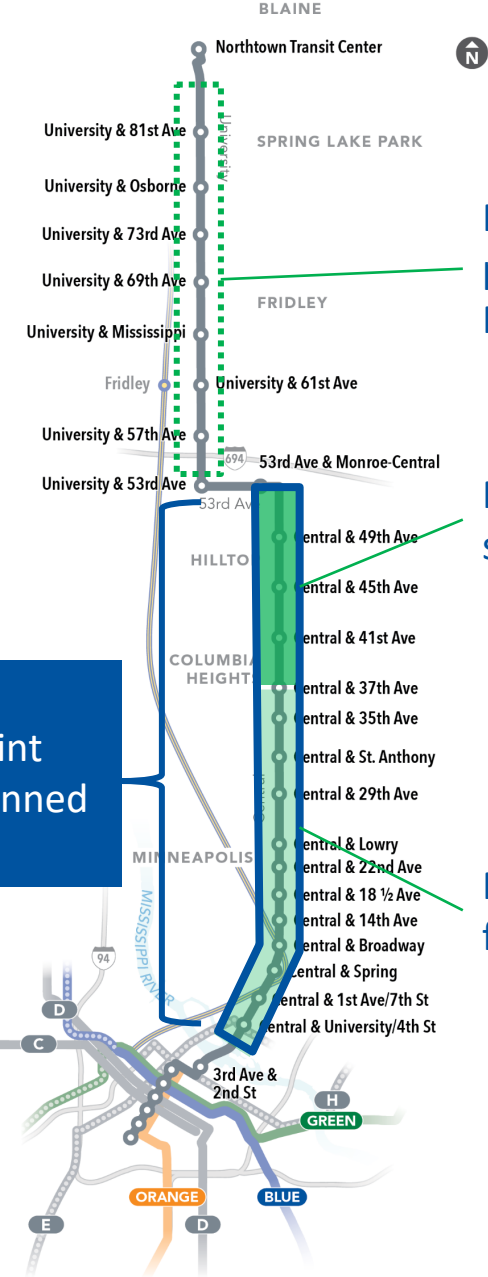 BLAINE
Northtown Transit Center
N
University & 81st Ave
University
SPRING LAKE PARK
University & Osborne
University & 73rd Ave
University & 69th Ave
FRIDLEY
University & Mississippi
Fridley
University & 61st Ave
University & 57th Ave
694
53rd Ave & Monroe-Central
University & 53rd Ave
53rd Av
Central & 49th Ave
HILLTO
Central & 45th Ave
Central & 41st Ave
COLUMBIA
HEIGHTS
Central & 37th Ave
Central & 35th Ave
int
nned
Central & St. Anthony
Central & 29th Ave
Central
Central & Lowry
MINNEAPOLIS
Central & 22nd Ave
Central & 18 ½ Ave
Central & 14th Ave
MISSISSIPPI RIVER
Central & Broadway
94
Central & Spring
Central & 1st Ave/7th St
Central & University/4th St
D
C
3rd Ave &
2nd St
H
GREEN
ORANGE
BLUE
E
D